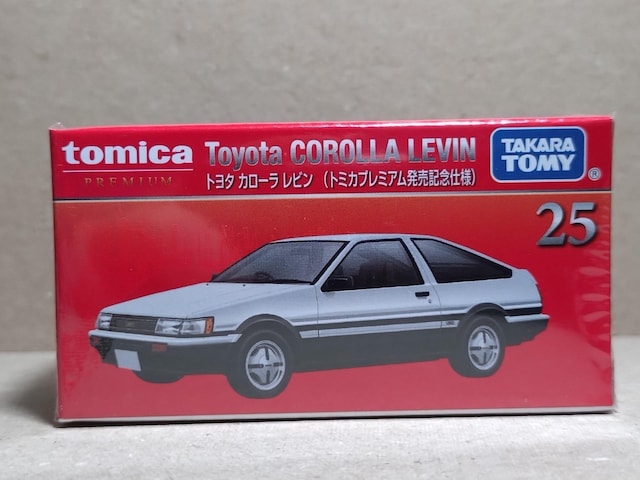 tomica
PREMIUM
Toyota COROLLA LEVIN
トヨタ カローラ レビン (トミカプレミアム発売記念仕様)
TAKARA
TOMY
®
25